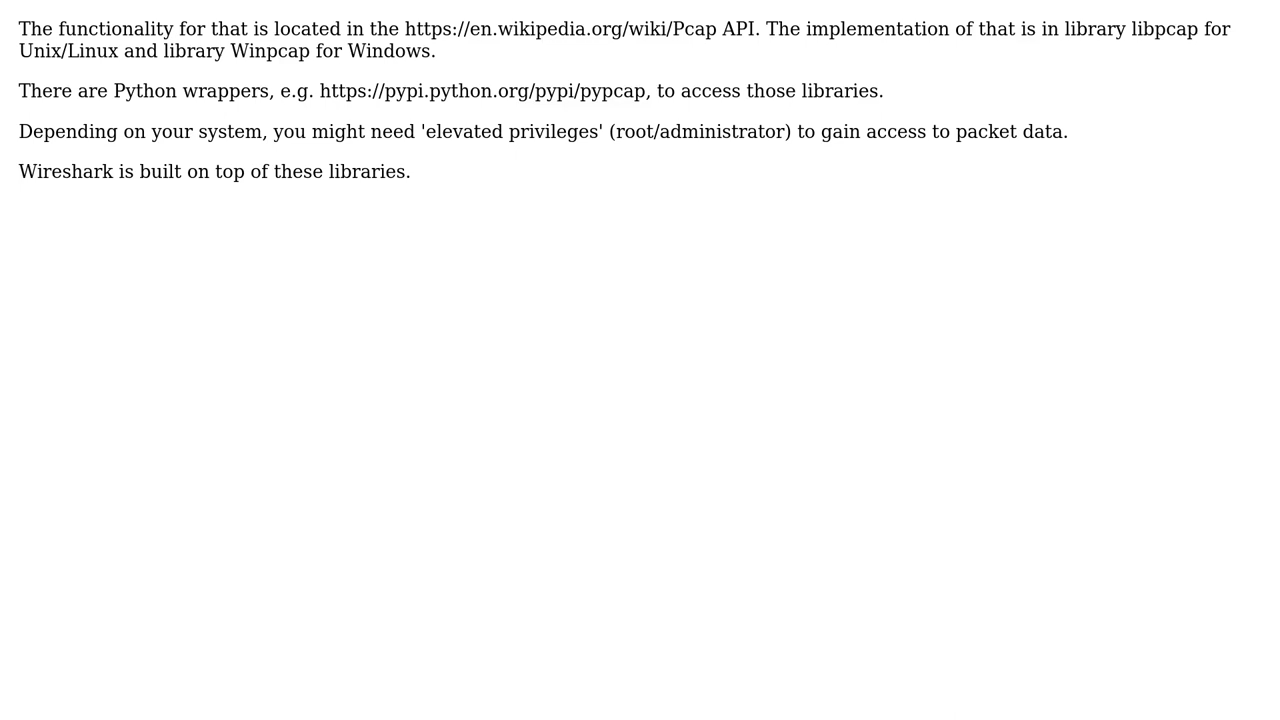 The functionality for that is located in the https://en.wikipedia.org/wiki/Pcap API. The implementation of that is in library libpcap for
Unix/Linux and library Winpcap for Windows.
There are Python wrappers, e.g. https://pypi.python.org/pypi/pypcap, to access those libraries.
Depending on your system, you might need 'elevated privileges' (root/administrator) to gain access to packet data.
Wireshark is built on top of these libraries.